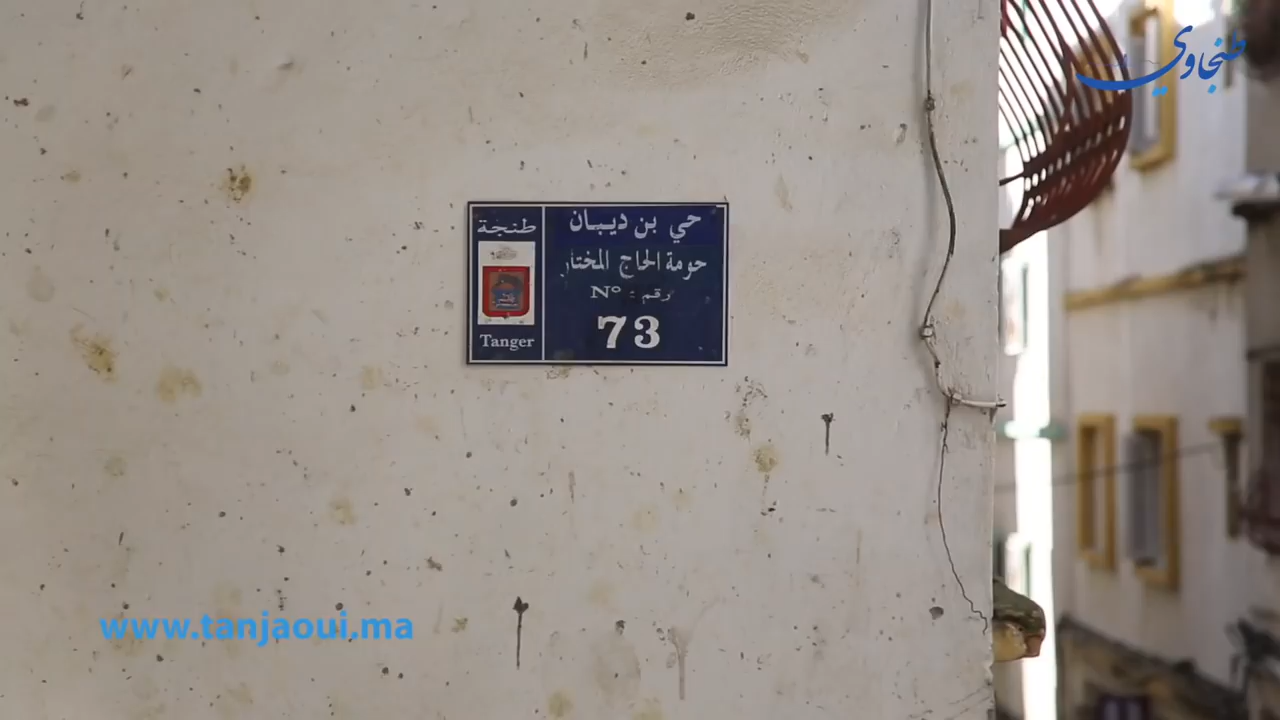 طنجاوي
حي بن ديبان
حومة الحاج المختار
رقم : N°
73
طنجة
Tanger
www.tanjaoui.ma